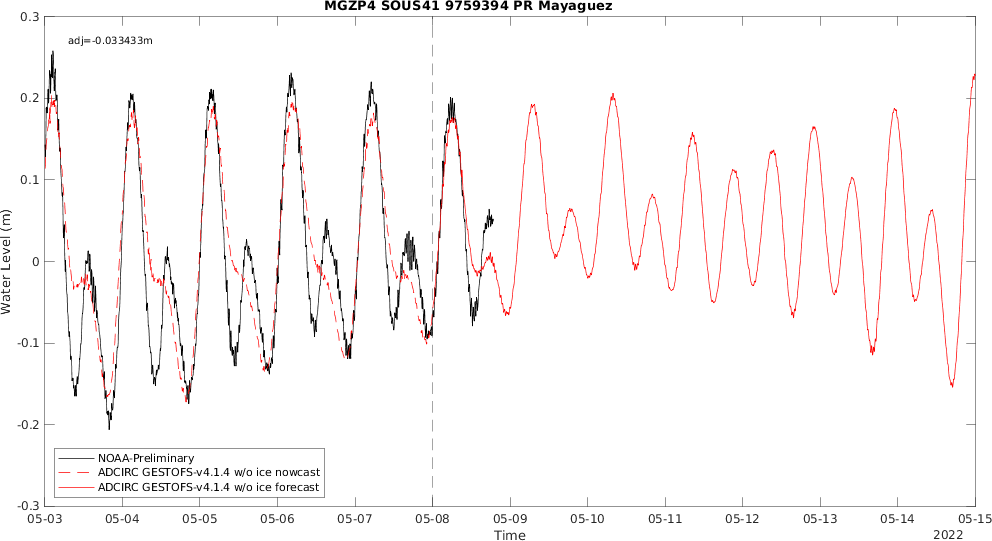 MGZP4 SOUS41 9759394 PR Mayaguez
adj=-0.033433m
0.3
0.2
0.1
0
-0.1
-0.2
-0.3
Water Level (m)
NOAA-Preliminary
ADCIRC GESTOFS-v4.1.4 w/o ice nowcast
ADCIRC GESTOFS-v4.1.4 w/o ice forecast
05-03 05-04 05-05 05-06 05-07 05-08 05-09 05-10 05-11 05-12 05-13 05-14 05-15
Time
2022